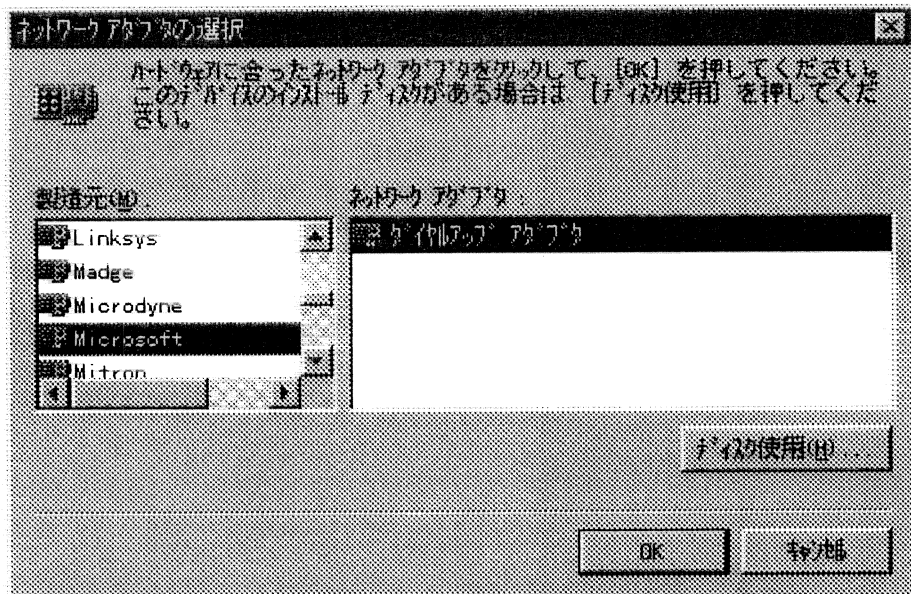 ネットワーク アダプタの選択
ハードウェアに合ったネットワーク アダプタをクリックして、[OK] を押してください。
このデバイスのインストール ディスクがある場合は、[ディスク使用] を押してくだ
さい。
製造元(M):
ネットワーク アダプタ
Linksys
Madge
Microdyne
Microsoft
Mitron
ダイヤルアップ アダプタ
ディスク使用(H)...
OK
キャンセル